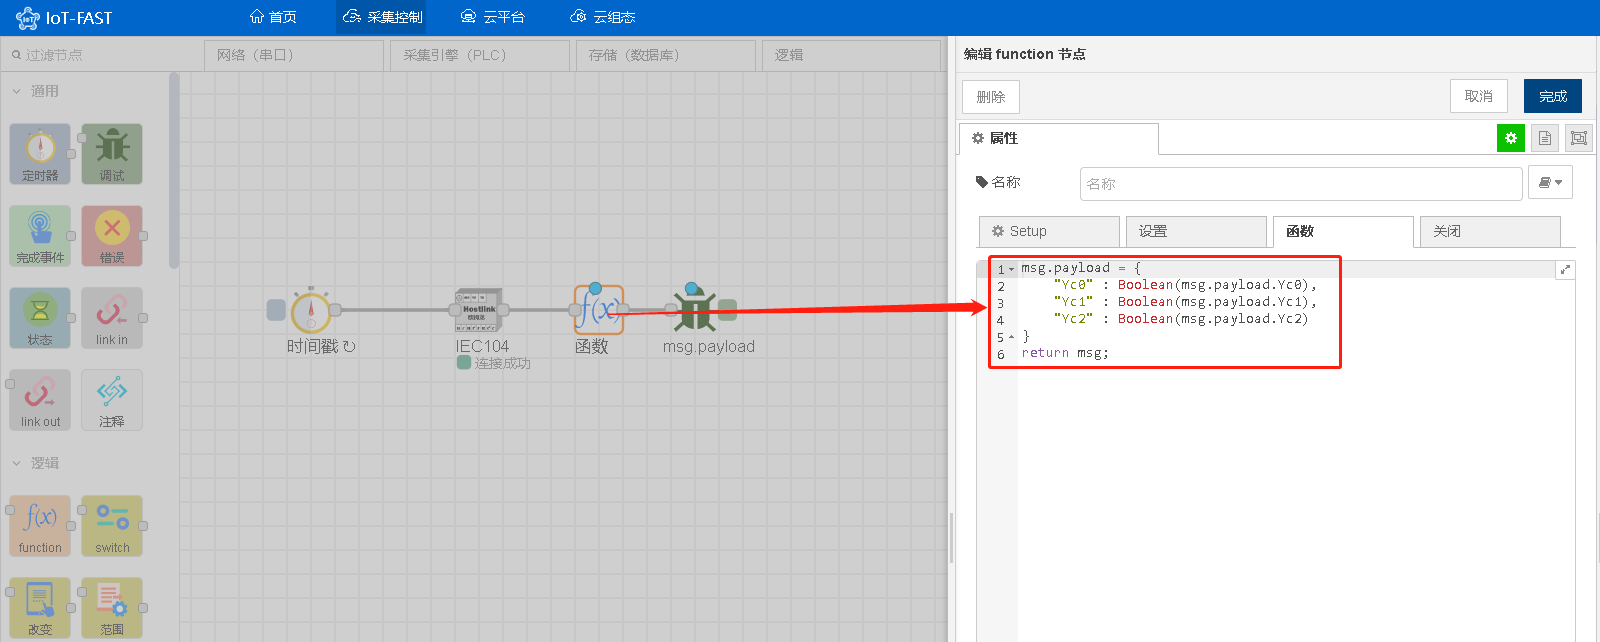 IoT-FAST
首页
采集控制
云平台
云组态
过滤节点
网络（串口）
采集引擎（PLC）
存储（数据库）
逻辑
通用
定时器
调试
完成事件
错误
状态
link in
link out
注释
逻辑
function
switch
改变
范围
时间戳 ↻
Hostlink
IEC104
连接成功
f(x)
函数
msg.payload
编辑 function 节点
删除
取消
完成
属性
名称
名称
Setup
设置
函数
关闭
1 msg.payload = {
2 "Yc0" : Boolean(msg.payload.Yc0),
3 "Yc1" : Boolean(msg.payload.Yc1),
4 "Yc2" : Boolean(msg.payload.Yc2)
5 }
6 return msg;